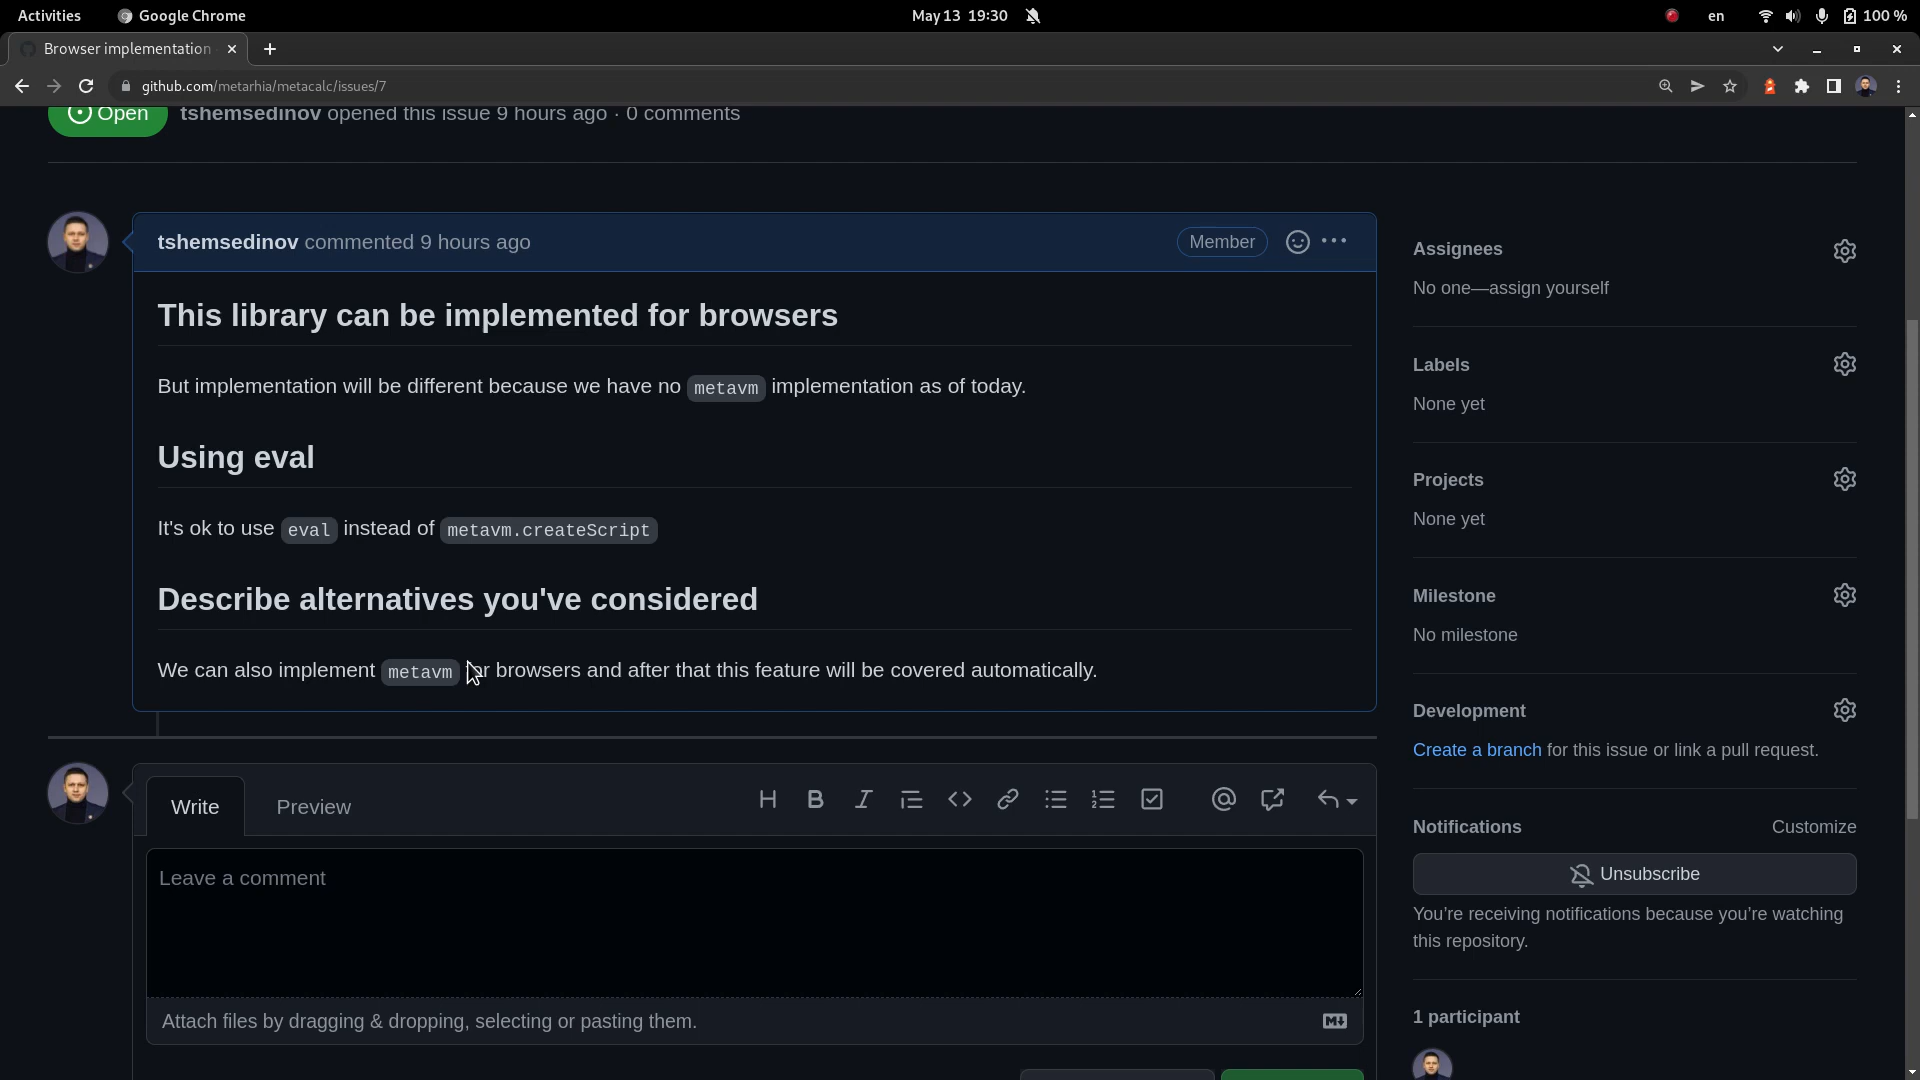 Activities Google Chrome May 13 19:30 en 100 %
Browser implementation
github.com/metarhia/metacalc/issues/7
Open tshemsedinov opened this issue 9 hours ago · 0 comments
tshemsedinov commented 9 hours ago Member
This library can be implemented for browsers
But implementation will be different because we have no metavm implementation as of today.
Using eval
It's ok to use eval instead of metavm.createScript
Describe alternatives you've considered
We can also implement metavm for browsers and after that this feature will be covered automatically.
Write Preview
Leave a comment
Attach files by dragging & dropping, selecting or pasting them.
Assignees
No one—assign yourself
Labels
None yet
Projects
None yet
Milestone
No milestone
Development
Create a branch for this issue or link a pull request.
Notifications Customize
Unsubscribe
You're receiving notifications because you're watching
this repository.
1 participant